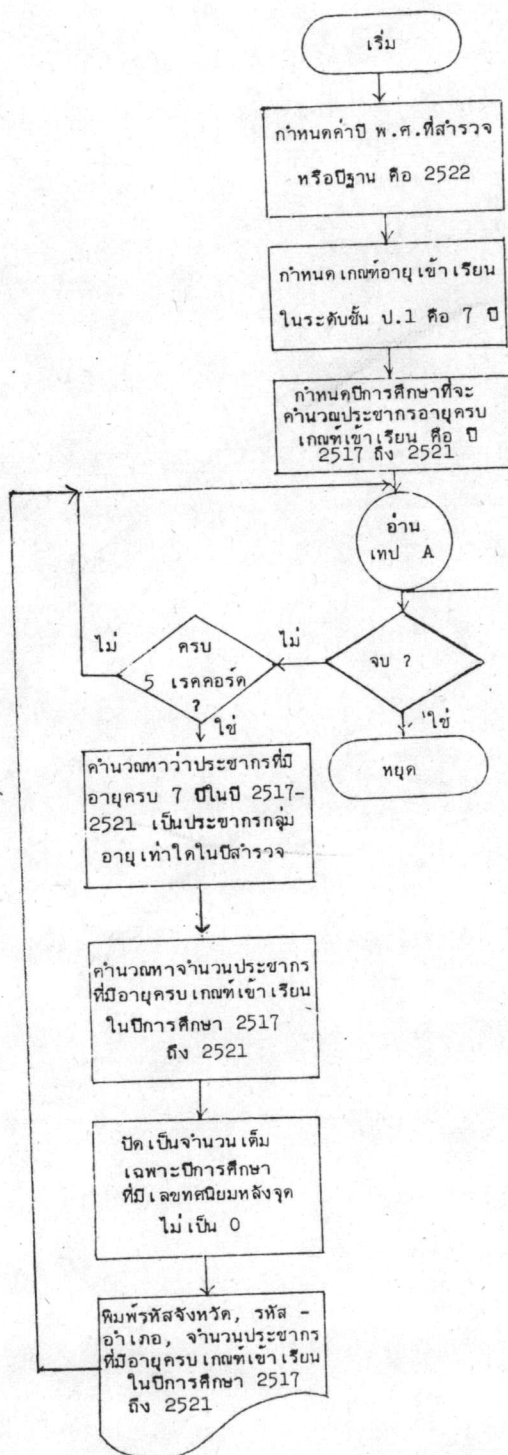 เริ่ม
กำหนดค่าปี พ.ศ.ที่สำรวจ
หรือปีฐาน คือ 2522
กำหนดเกณฑ์อายุเข้าเรียน
ในระดับชั้น ป.1 คือ 7 ปี
กำหนดปีการศึกษาที่จะ
คำนวณประชากรอายุครบ
เกณฑ์เข้าเรียน คือ ปี
2517 ถึง 2521
อ่าน
เทป A
จบ ?
ไม่
ใช่
หยุด
ครบ
5 เรคคอร์ด
?
ไม่
ใช่
คำนวณหาว่าประชากรที่มี
อายุครบ 7 ปีในปี 2517-
2521 เป็นประชากรกลุ่ม
อายุเท่าใดในปีสำรวจ
คำนวณหาจำนวนประชากร
ที่มีอายุครบเกณฑ์เข้าเรียน
ในปีการศึกษา 2517
ถึง 2521
ปัดเป็นจำนวนเต็ม
เฉพาะปีการศึกษา
ที่มีเลขทศนิยมหลังจุด
ไม่เป็น 0
พิมพ์รหัสจังหวัด, รหัส -
อำเภอ, จำนวนประชากร
ที่มีอายุครบเกณฑ์เข้าเรียน
ในปีการศึกษา 2517
ถึง 2521